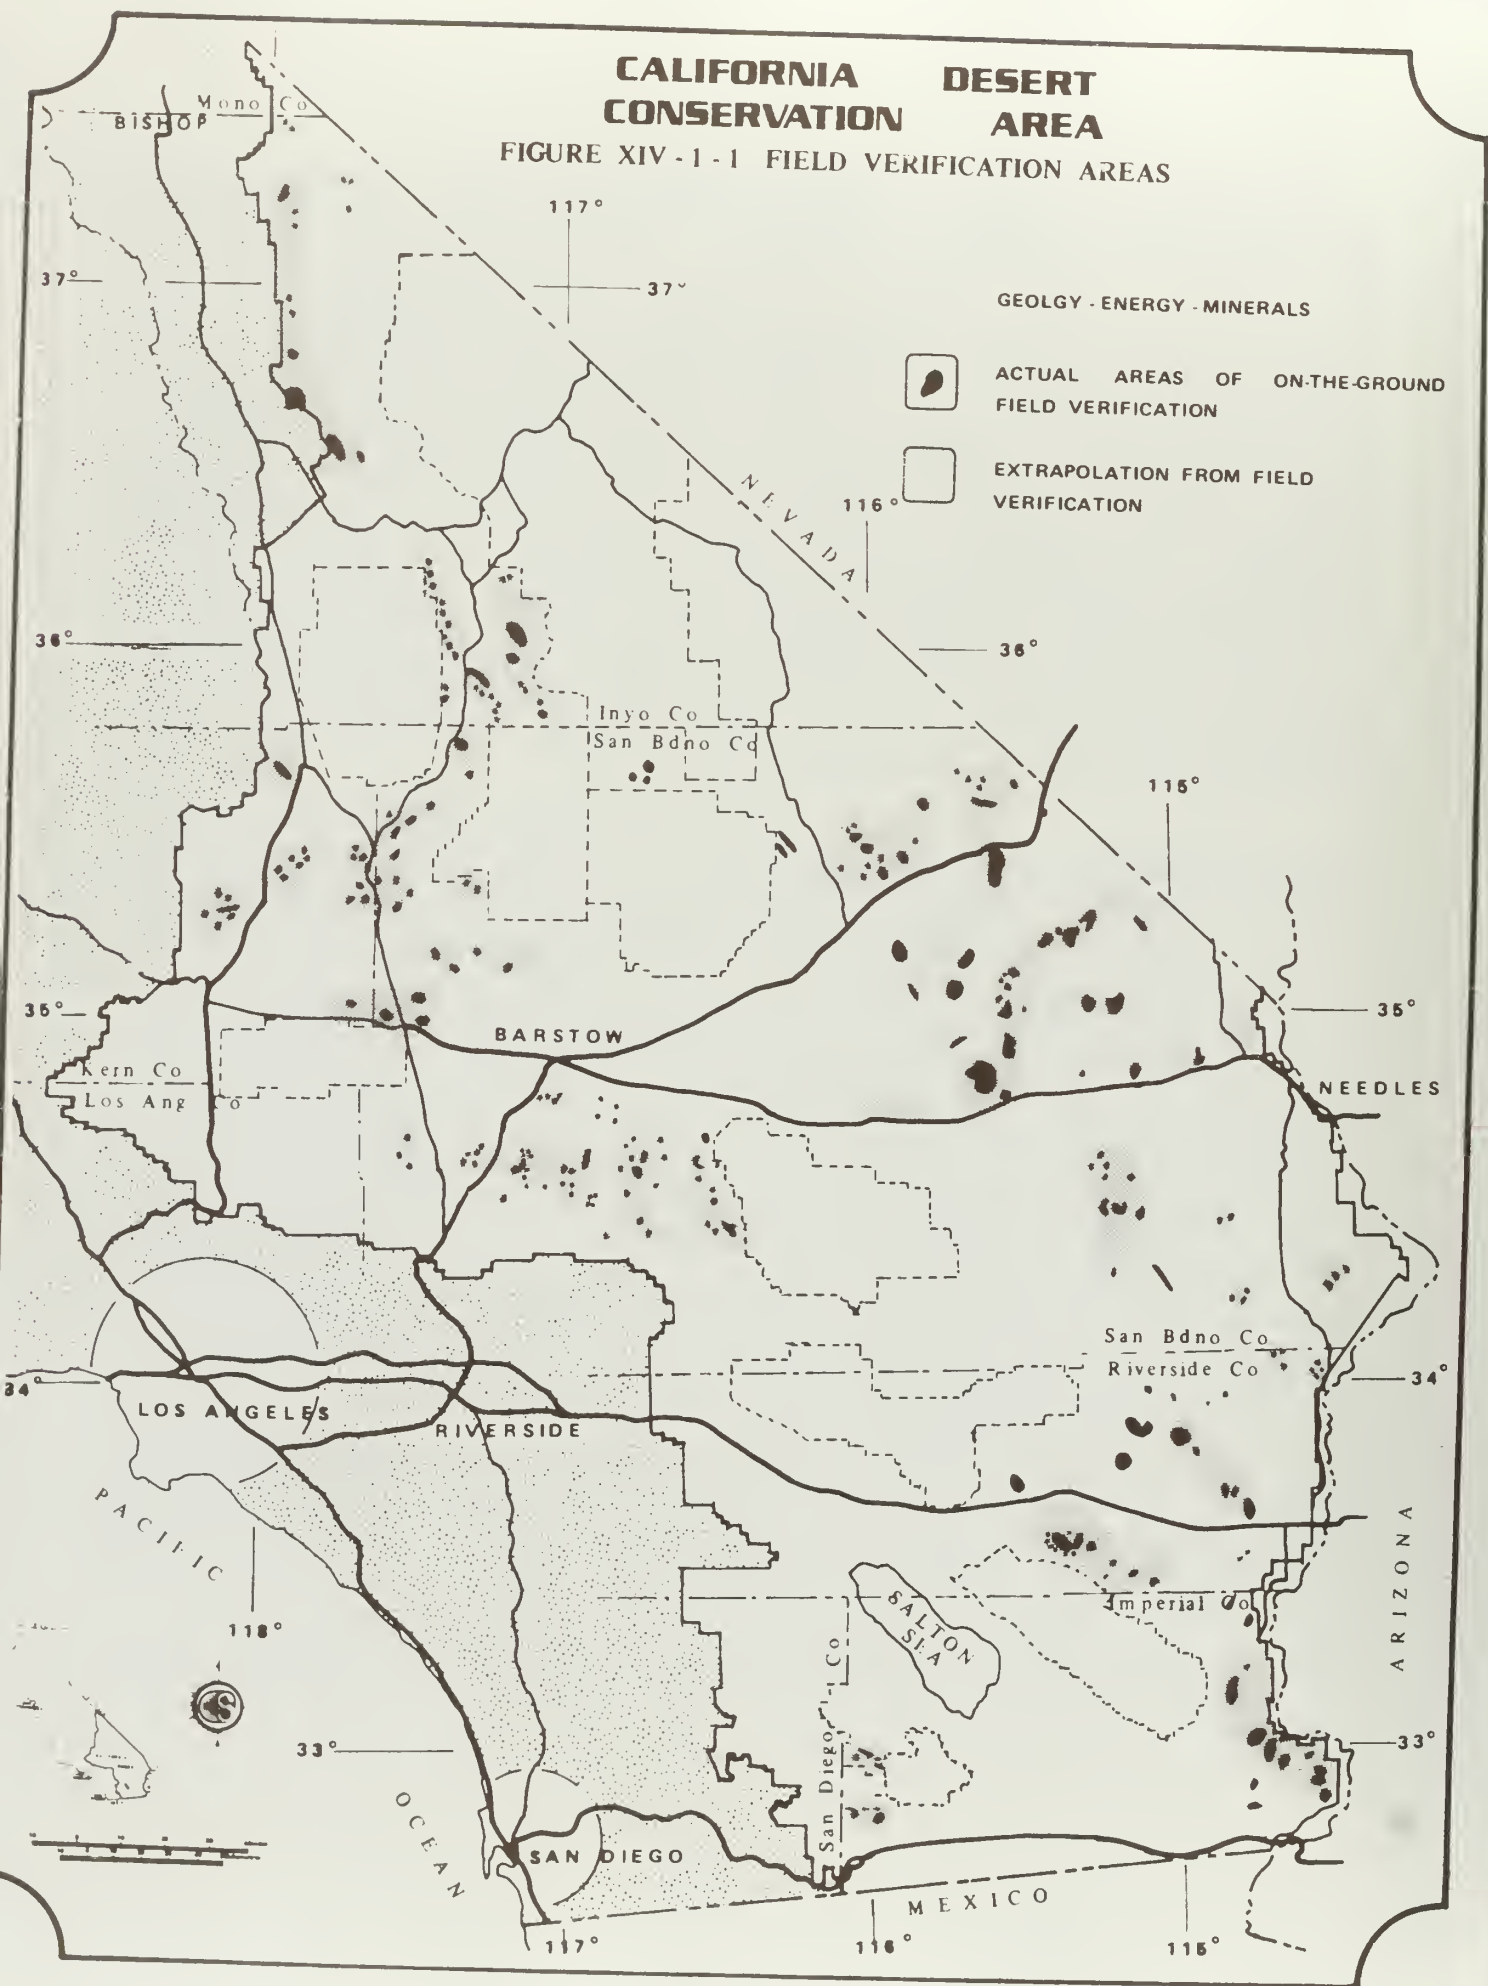 CALIFORNIA DESERT
CONSERVATION AREA
FIGURE XIV-1-1 FIELD VERIFICATION AREAS
Mono Co
BISHOP
117°
37°
37°
GEOLGY - ENERGY - MINERALS
ACTUAL AREAS OF ON-THE-GROUND
FIELD VERIFICATION
EXTRAPOLATION FROM FIELD
VERIFICATION
NEVADA
116°
36°
36°
Inyo Co
San Bdno Co
115°
35°
35°
BARSTOW
Kern Co
Los Ang Co
NEEDLES
San Bdno Co
Riverside Co
34°
34°
LOS ANGELES
RIVERSIDE
PACIFIC
ARIZONA
SALTON
SEA
Imperial Co
118°
San Diego Co
33°
33°
OCEAN
SAN DIEGO
MEXICO
117°
116°
115°